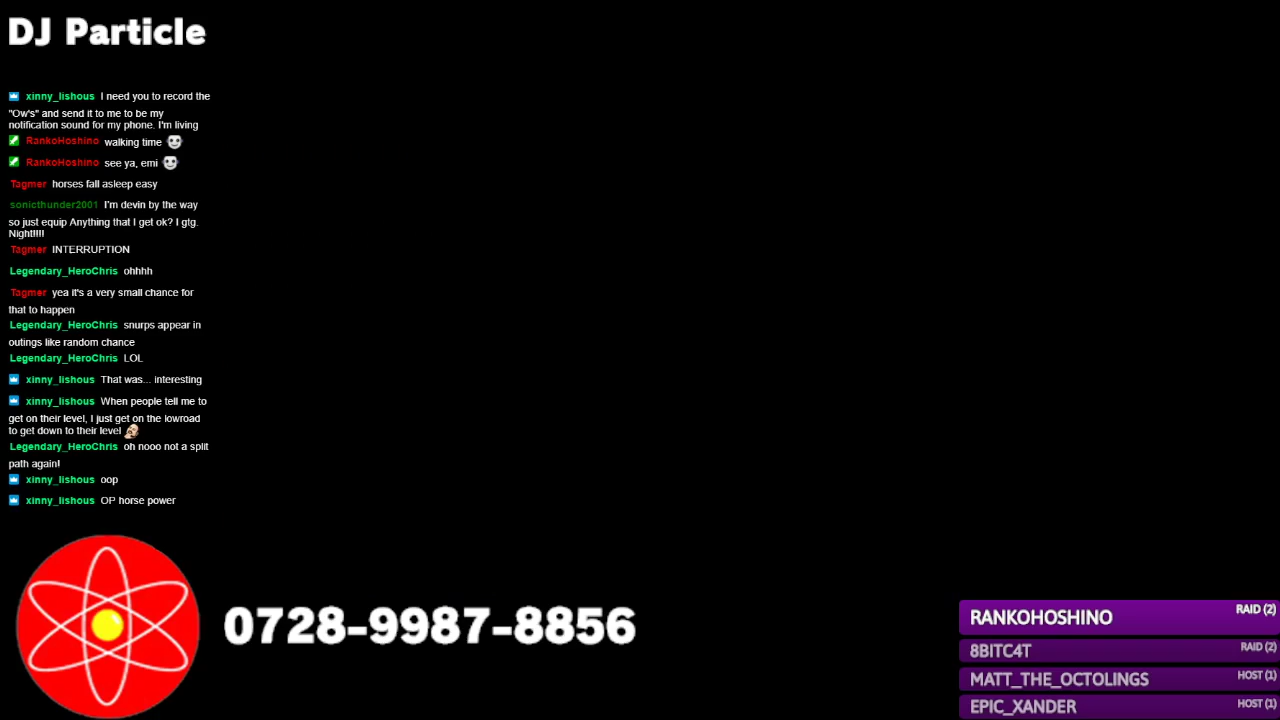 DJ Particle
xinny_lishous I need you to record the
"Ow's" and send it to me to be my
notification sound for my phone. I'm living
RankoHoshino walking time
RankoHoshino see ya, emi
Tagmer horses fall asleep easy
sonicthunder2001 I'm devin by the way
so just equip Anything that I get ok? I gtg.
Night!!!!
Tagmer INTERRUPTION
Legendary_HeroChris ohhhh
Tagmer yea it's a very small chance for
that to happen
Legendary_HeroChris snurps appear in
outings like random chance
Legendary_HeroChris LOL
xinny_lishous That was... interesting
xinny_lishous When people tell me to
get on their level, I just get on the lowroad
to get down to their level
Legendary_HeroChris oh nooo not a split
path again!
xinny_lishous oop
xinny_lishous OP horse power
0728-9987-8856
RANKOHOSHINO RAID (2)
8BITC4T RAID (2)
MATT_THE_OCTOLINGS HOST (1)
EPIC_XANDER HOST (1)